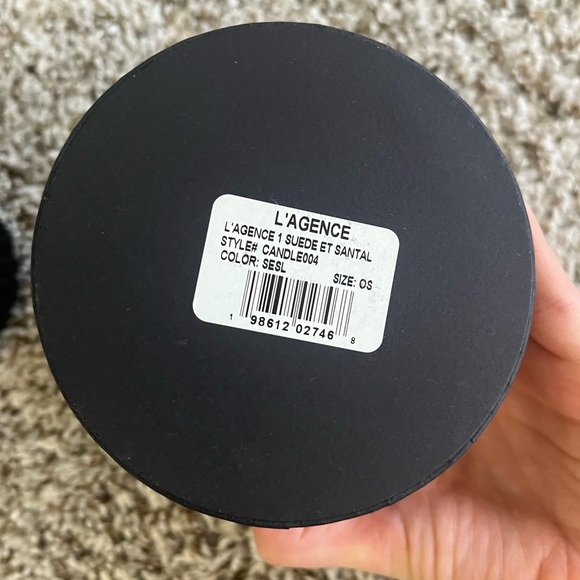 L'AGENCE
L'AGENCE 1 SUEDE ET SANTAL
STYLE# CANDLE004
COLOR: SESL
SIZE: OS
1 98612 02746 8